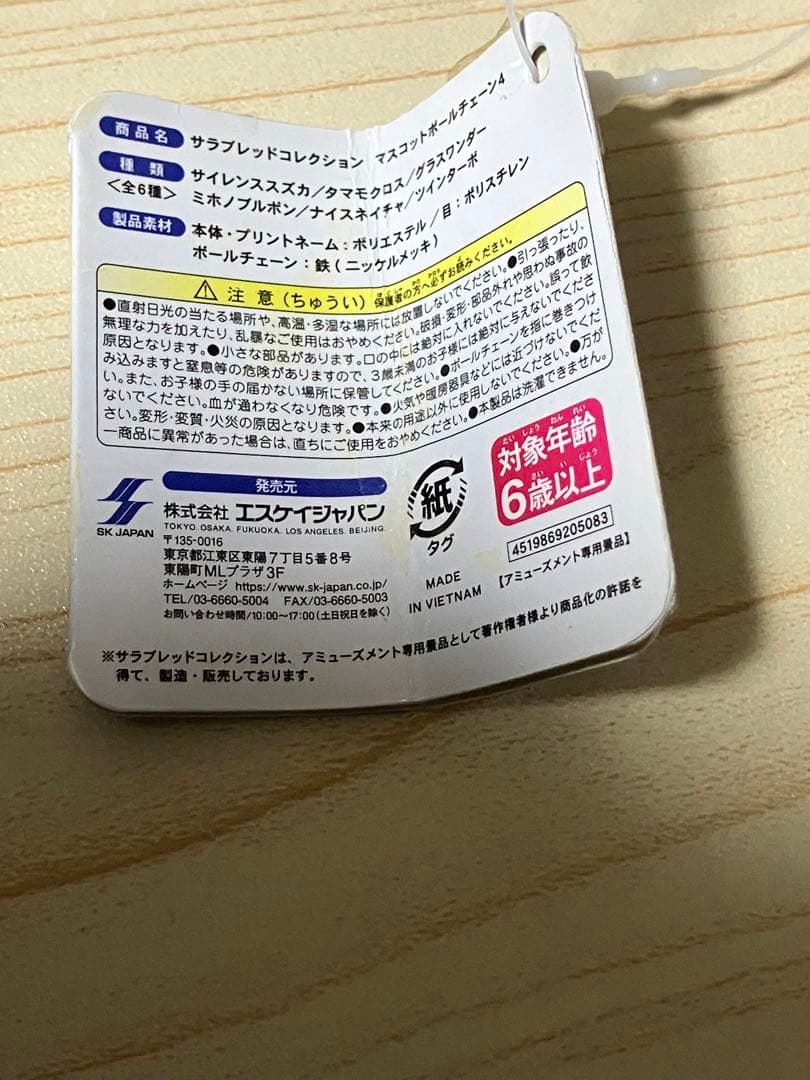 商品名 サラブレッドコレクション マスコットボールチェーン4
種類 サイレンススズカ/タマモクロス/グラスワンダー
<全6種> ミホノブルボン/ナイスネイチャ/ツインターボ
製品素材 本体・プリントネーム:ポリエステル/目:ポリスチレン
ボールチェーン:鉄(ニッケルメッキ)
注意(ちゅうい) 保護者の方へ必ずお読みください。
●直射日光の当たる場所や、高温・多湿な場所には放置しないでください。●引っ張ったり、
無理な力を加えたり、乱暴なご使用はおやめください。破損・変形・部品外れや思わぬ事故の
原因となります。●小さな部品があります。口の中には絶対に入れないでください。誤って飲
み込みますと窒息等の危険がありますので、3歳未満のお子様には絶対に与えないでくださ
い。また、お子様の手の届かない場所に保管してください。●ボールチェーンを指に巻きつけ
ないでください。血が通わなくなり危険です。●火気や暖房器具などには近づけないでくだ
さい。変形・変質・火災の原因となります。●本来の用途以外に使用しないでください。●万が
一商品に異常があった場合は、直ちにご使用をおやめください。●本製品は洗濯できません。
SK JAPAN
発売元
株式会社 エスケイジャパン
TOKYO. OSAKA. FUKUOKA. LOS ANGELES. BEIJING.
〒135-0016
東京都江東区東陽7丁目5番8号
東陽町MLプラザ3F
ホームページ https://www.sk-japan.co.jp/
TEL/03-6660-5004 FAX/03-6660-5003
お問い合わせ時間/10:00~17:00(土日祝日を除く)
紙
タグ
MADE
IN VIETNAM
たいしょうねんれい
対象年齢
さいいじょう
6歳以上
4519869205083
【アミューズメント専用景品】
※サラブレッドコレクションは、アミューズメント専用景品として著作権者様より商品化の許諾を
得て、製造・販売しております。